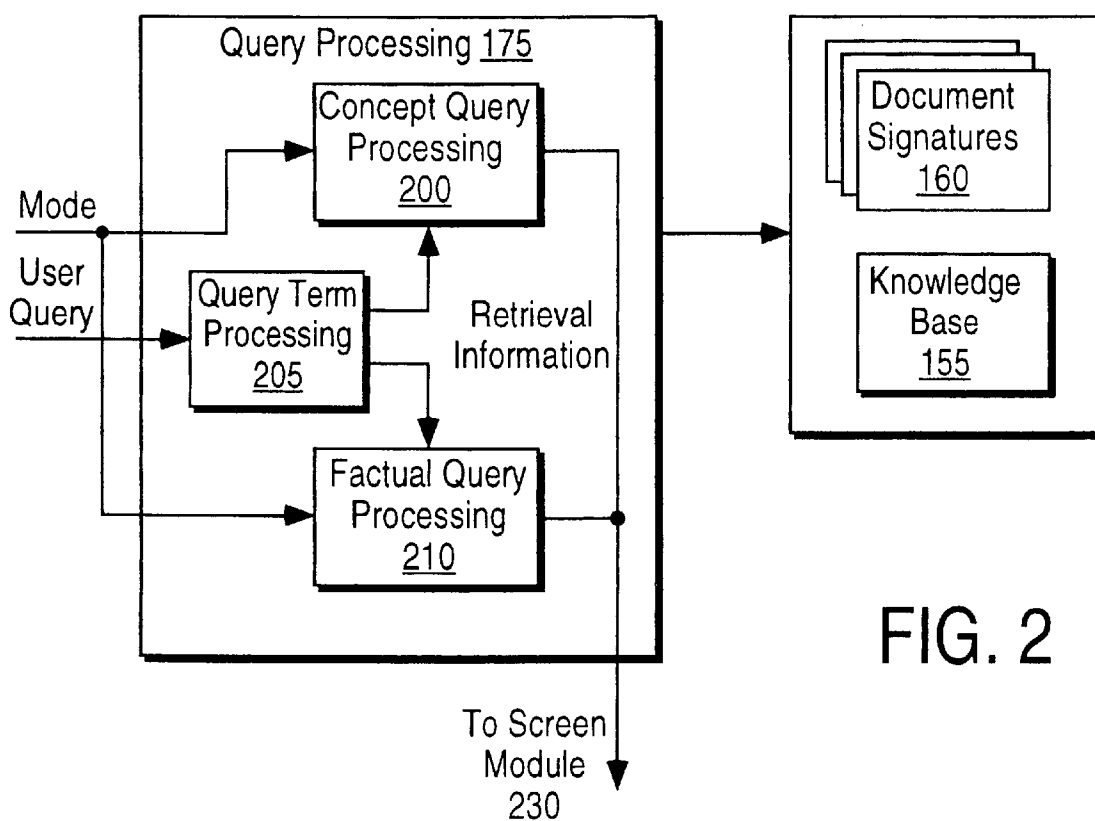 Query Processing 175
Concept Query
Processing
200
Document
Signatures
160
Mode
User
Query
Query Term
Processing
205
Retrieval
Information
Knowledge
Base
155
Factual Query
Processing
210
FIG. 2
To Screen
Module
230